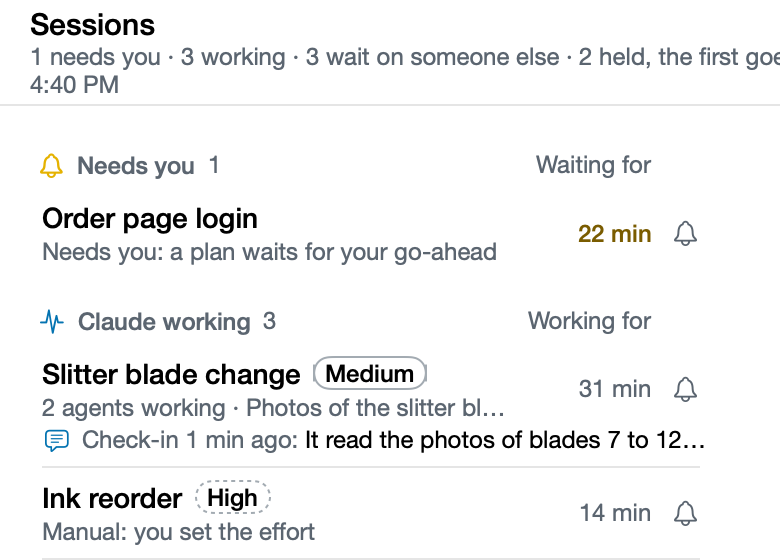 Sessions
1 needs you · 3 working · 3 wait on someone else · 2 held, the first goe
4:40 PM
Needs you 1
Waiting for
Order page login
Needs you: a plan waits for your go-ahead
22 min
Claude working 3
Working for
Slitter blade change Medium
2 agents working · Photos of the slitter bl…
31 min
Check-in 1 min ago: It read the photos of blades 7 to 12…
Ink reorder High
Manual: you set the effort
14 min